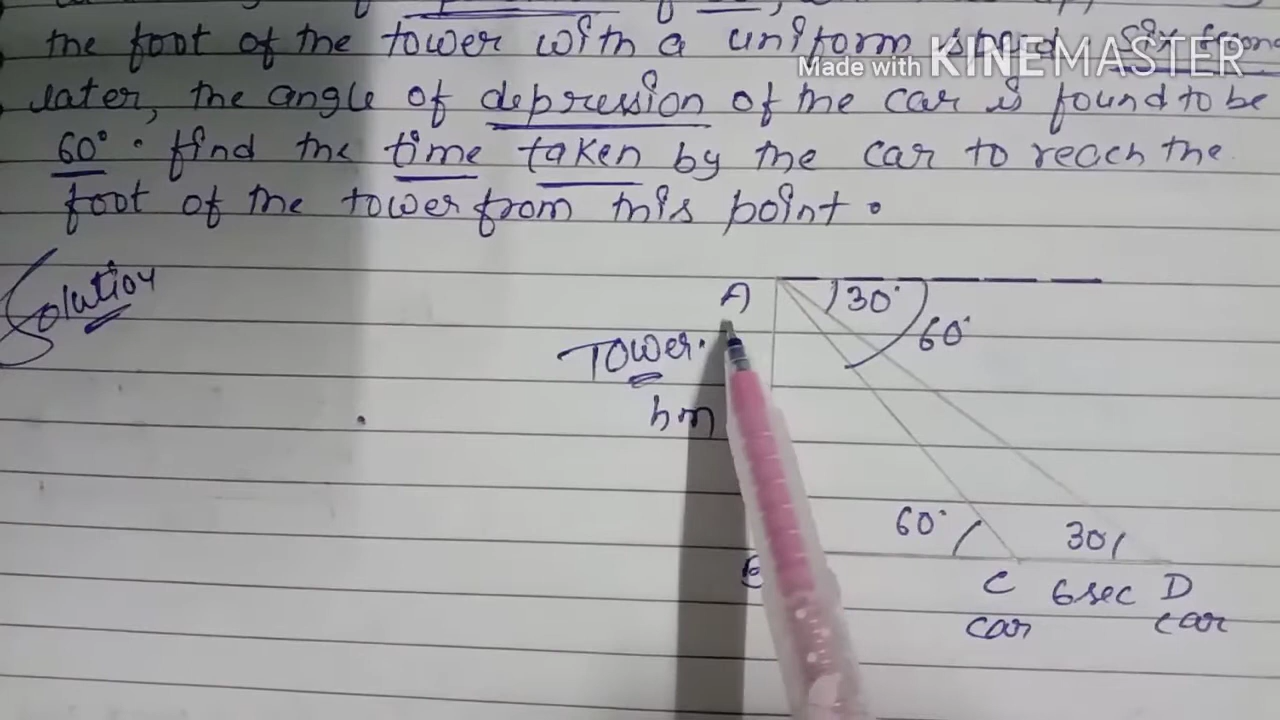 the foot of the tower with a uniform speed. Six
Made with KINEMASTER
later, the angle of depression of the car is found to be
60° · find the time taken by the car to reach the
foot of the tower from this point.
Solution
A 30° 60°
Tower.
hm
60° 30
C 6sec D
car car